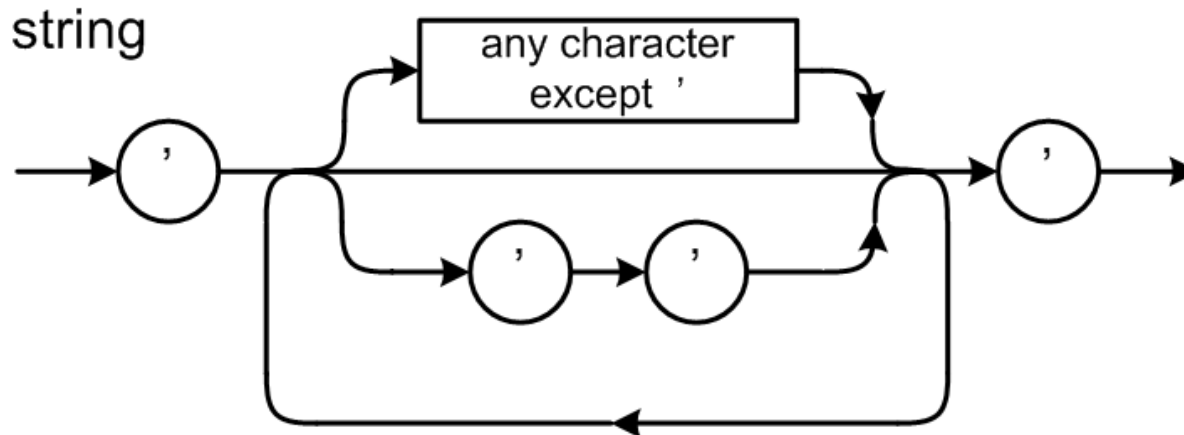 string
any character
except ’
’
’
’
’